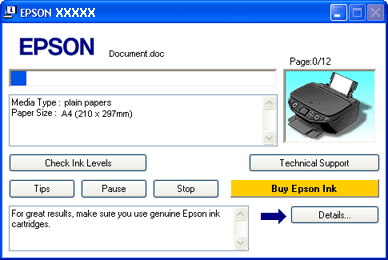 EPSON XXXXX
EPSON
Document.doc
Page:0/12
Media Type : plain papers
Paper Size : A4 (210 x 297mm)
Check Ink Levels
Technical Support
Tips
Pause
Stop
Buy Epson Ink
For great results, make sure you use genuine Epson ink
cartridges.
Details...